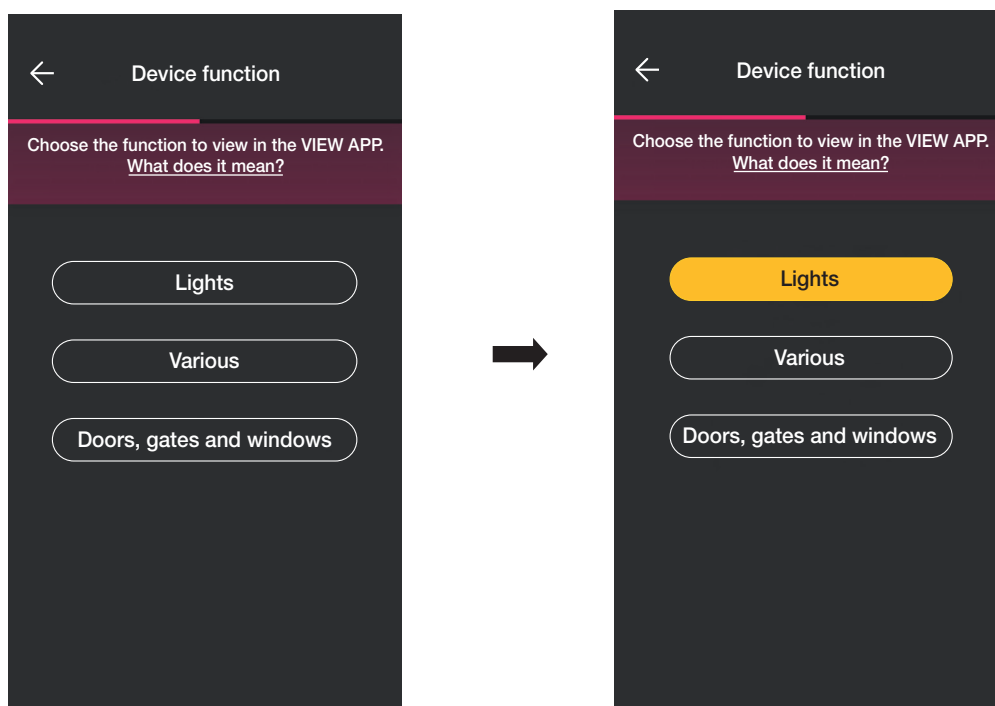 Device function
Choose the function to view in the VIEW APP.
What does it mean?
Lights
Various
Doors, gates and windows
Device function
Choose the function to view in the VIEW APP.
What does it mean?
Lights
Various
Doors, gates and windows